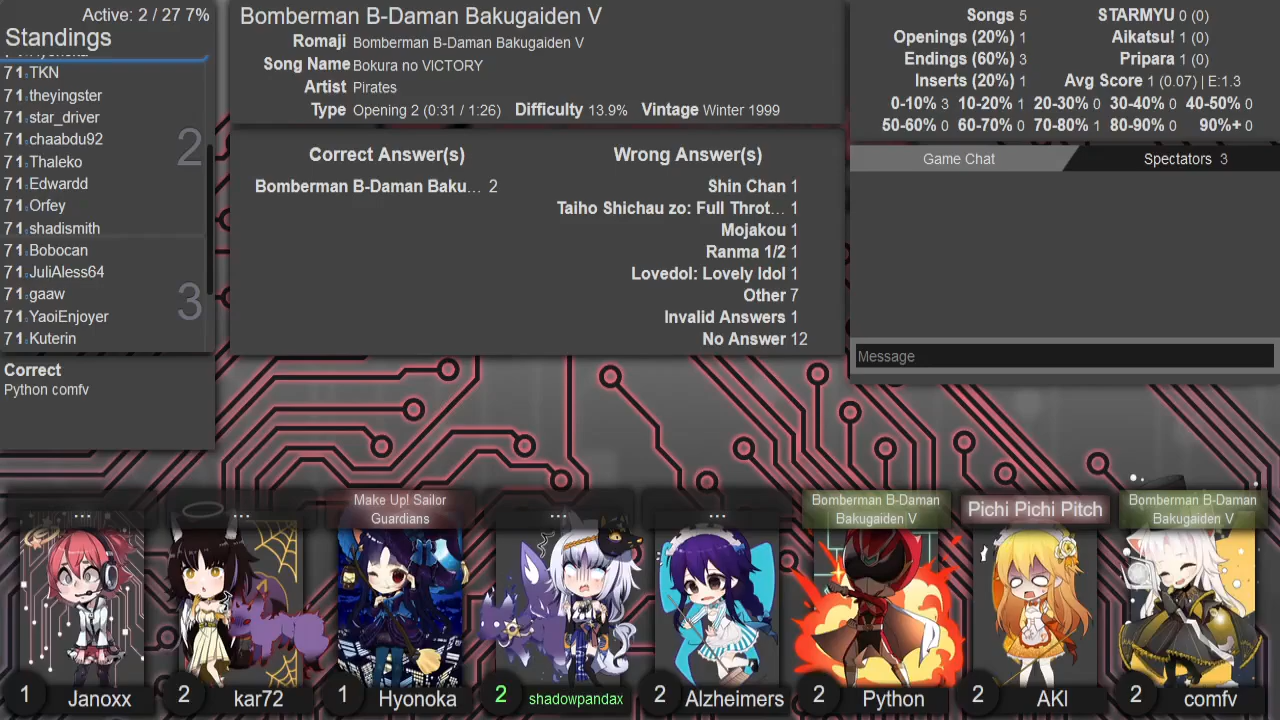 Active: 2 / 27 7%
Standings
71 TKN
71 theyingster
71 star_driver
71 chaabdu92
2
71 Thaleko
71 Edwardd
71 Orfey
71 shadismith
71 Bobocan
71 JuliAless64
71 gaaw
3
71 YaoiEnjoyer
71 Kuterin
Correct
Python comfv
Bomberman B-Daman Bakugaiden V
Romaji Bomberman B-Daman Bakugaiden V
Song Name Bokura no VICTORY
Artist Pirates
Type Opening 2 (0:31 / 1:26) Difficulty 13.9% Vintage Winter 1999
Correct Answer(s)
Bomberman B-Daman Baku... 2
Wrong Answer(s)
Shin Chan 1
Taiho Shichau zo: Full Throt... 1
Mojakou 1
Ranma 1/2 1
Lovedol: Lovely Idol 1
Other 7
Invalid Answers 1
No Answer 12
Songs 5 STARMYU 0 (0)
Openings (20%) 1 Aikatsu! 1 (0)
Endings (60%) 3 Pripara 1 (0)
Inserts (20%) 1 Avg Score 1 (0.07) | E:1.3
0-10% 3 10-20% 1 20-30% 0 30-40% 0 40-50% 0
50-60% 0 60-70% 0 70-80% 1 80-90% 0 90%+ 0
Game Chat Spectators 3
Message
...
...
Make Up! Sailor
Guardians
...
...
Bomberman B-Daman
Bakugaiden V
Pichi Pichi Pitch
Bomberman B-Daman
Bakugaiden V
1 Janoxx
2 kar72
1 Hyonoka
2 shadowpandax
2 Alzheimers
2 Python
2 AKI
2 comfv